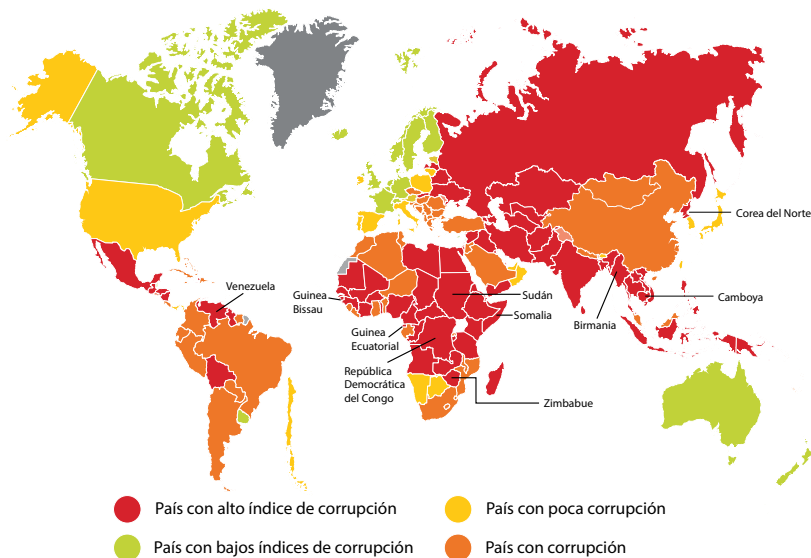 Corea del Norte
Venezuela
Guinea
Bissau
Sudán
Camboya
Somalia
Birmania
Guinea
Ecuatorial
República
Democrática
del Congo
Zimbabue
País con alto índice de corrupción
País con poca corrupción
País con bajos índices de corrupción
País con corrupción